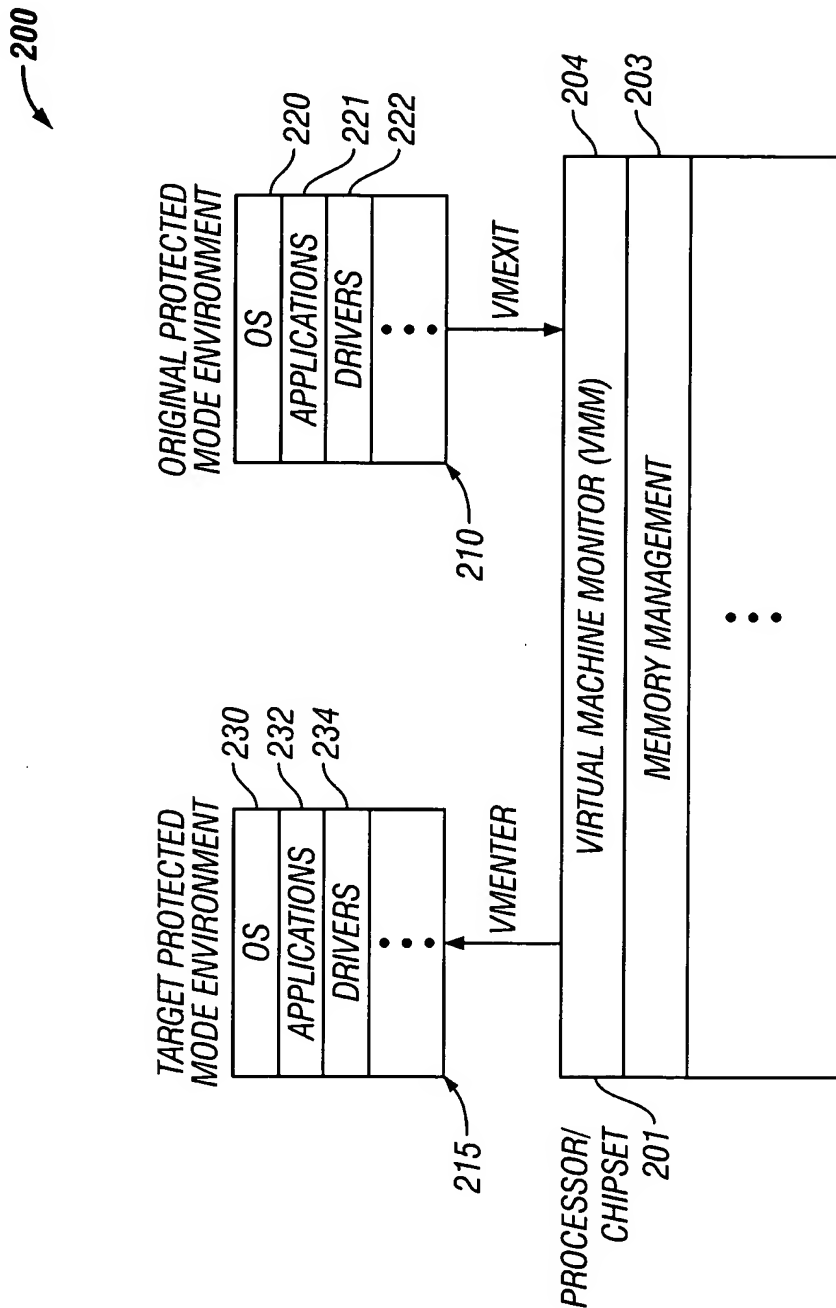 200
TARGET PROTECTED
MODE ENVIRONMENT
OS
APPLICATIONS
DRIVERS
230
232
234
215
VMENTER
ORIGINAL PROTECTED
MODE ENVIRONMENT
OS
APPLICATIONS
DRIVERS
220
221
222
210
VMEXIT
PROCESSOR/
CHIPSET
201
VIRTUAL MACHINE MONITOR (VMM)
204
MEMORY MANAGEMENT
203